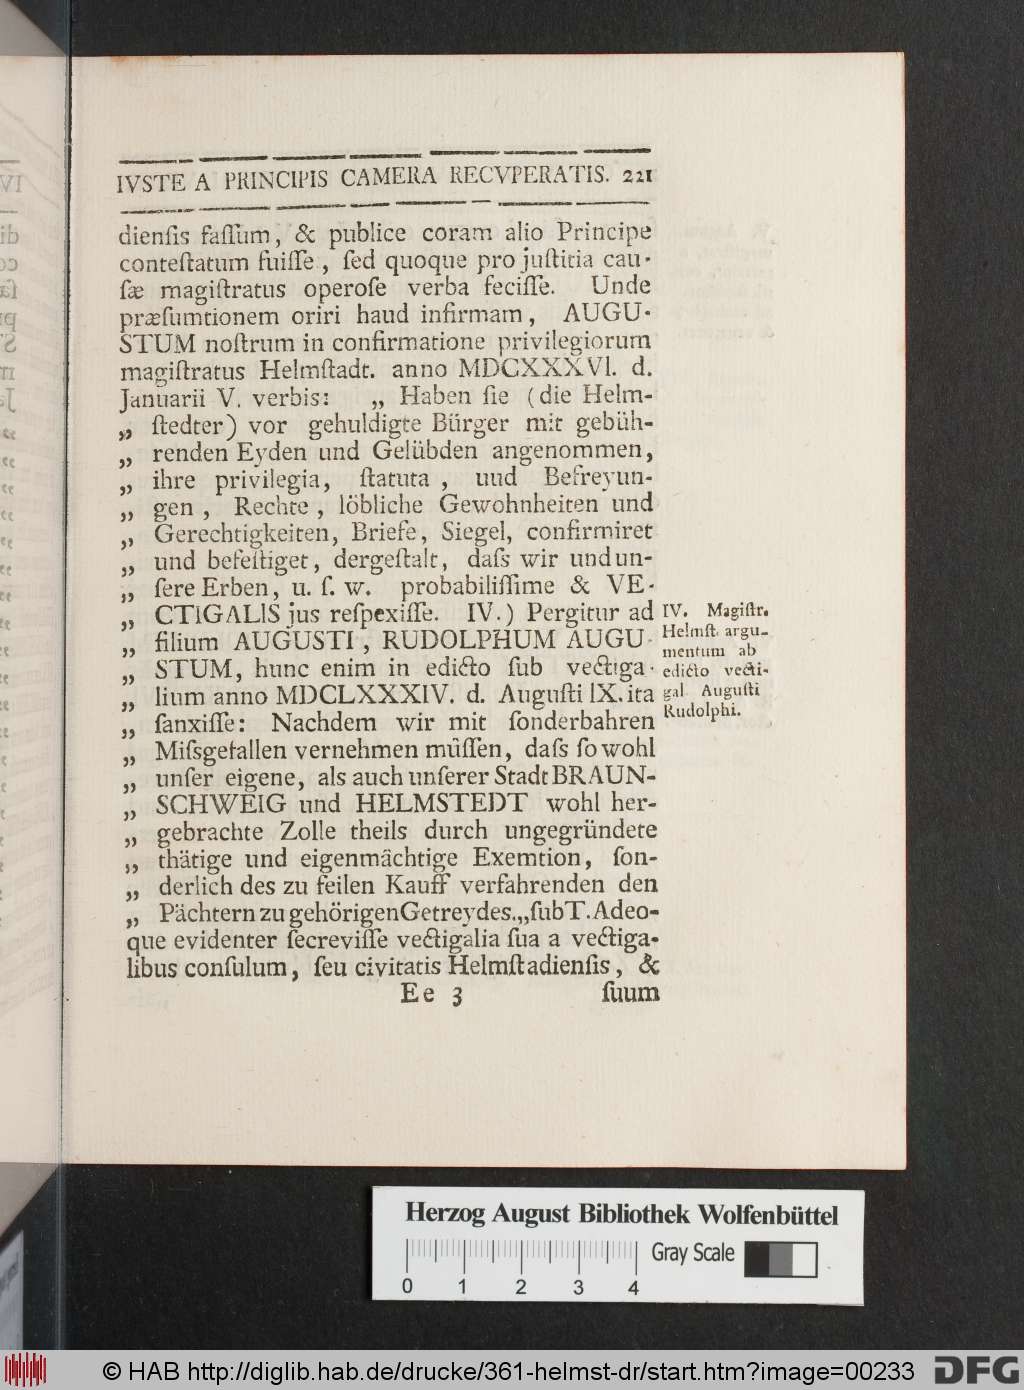 IVSTE A PRINCIPIS CAMERA RECVPERATIS. 221
dienſis faſſum, & publice coram alio Principe
conteſtatum fuiſſe, ſed quoque pro juſtitia cau-
ſæ magiſtratus operoſe verba feciſſe. Unde
præſumtionem oriri haud infirmam, AUGU-
STUM noſtrum in confirmatione privilegiorum
magiſtratus Helmſtadt. anno MDCXXXVI. d.
Januarii V. verbis: „ Haben ſie (die Helm-
„ ſtedter) vor gehuldigte Bürger mit gebüh-
„ renden Eyden und Gelübden angenommen,
„ ihre privilegia, ſtatuta, uud Befreyun-
„ gen, Rechte, löbliche Gewohnheiten und
„ Gerechtigkeiten, Briefe, Siegel, confirmiret
„ und befeſtiget, dergeſtalt, daſs wir und un-
„ ſere Erben, u. ſ. w. probabiliſſime & VE-
„ CTIGALIS jus reſpexiſſe. IV.) Pergitur ad
„ filium AUGUSTI, RUDOLPHUM AUGU-
„ STUM, hunc enim in edicto ſub vectiga-
„ lium anno MDCLXXXIV. d. Auguſti IX. ita
„ ſanxiſſe: Nachdem wir mit ſonderbahren
„ Miſsgefallen vernehmen müſſen, daſs ſo wohl
„ unſer eigene, als auch unſerer Stadt BRAUN-
„ SCHWEIG und HELMSTEDT wohl her-
„ gebrachte Zolle theils durch ungegründete
„ thätige und eigenmächtige Exemtion, ſon-
„ derlich des zu feilen Kauff verfahrenden den
„ Pächtern zu gehörigen Getreydes.„ ſub T. Adeo-
que evidenter ſecreviſſe vectigalia ſua a vectiga-
libus conſulum, ſeu civitatis Helmſtadienſis, &
Ee 3 ſuum
IV. Magiſtr.
Helmſt. argu-
mentum ab
edicto vecti-
gal. Auguſti
Rudolphi.
Herzog August Bibliothek Wolfenbüttel
Gray Scale
0 1 2 3 4
© HAB http://diglib.hab.de/drucke/361-helmst-dr/start.htm?image=00233
DFG